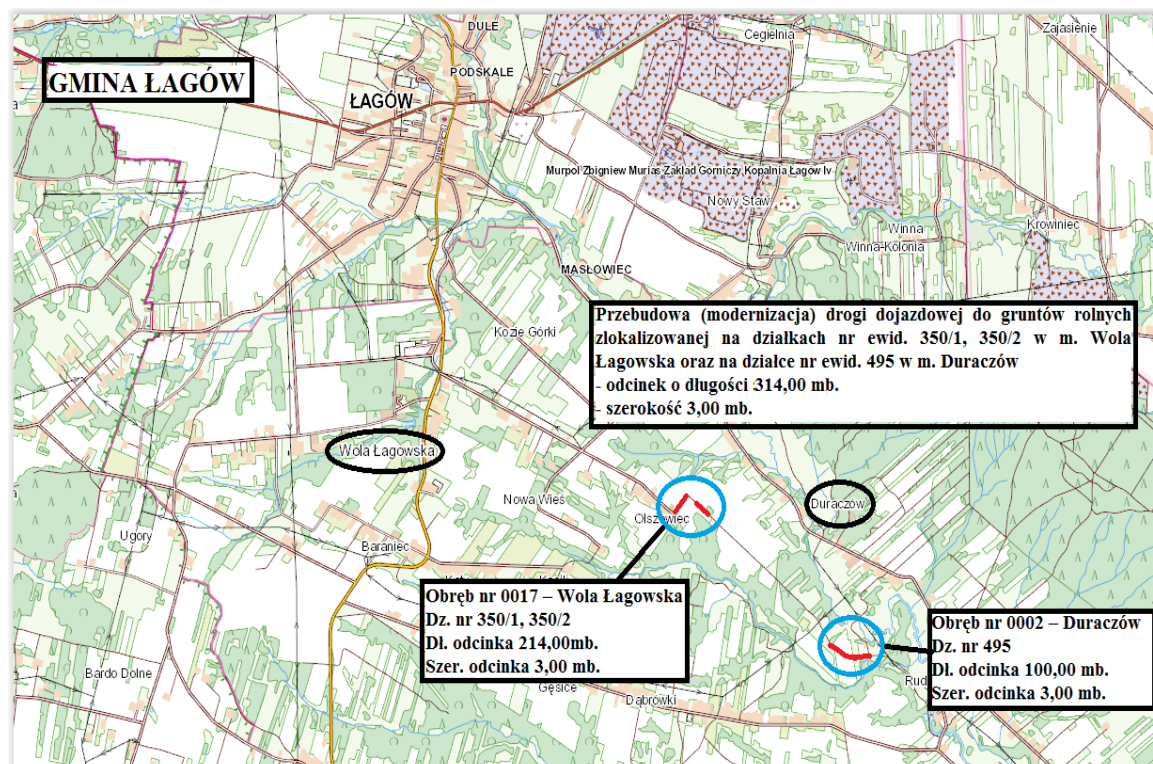 DULE
Cegielnia
Zajasienie
GMINA ŁAGÓW
PODSKALE
ŁAGÓW
Murpol Zbigniew Murias Zakład Górniczy Kopalnia Łagów Iv
Nowy Staw
Winna
Krowiniec
Winna-Kolonia
MASŁOWIEC
Kozie Górki
Przebudowa (modernizacja) drogi dojazdowej do gruntów rolnych
zlokalizowanej na działkach nr ewid. 350/1, 350/2 w m. Wola
Łagowska oraz na działce nr ewid. 495 w m. Duraczów
- odcinek o długości 314,00 mb.
- szerokość 3,00 mb.
Wola Łagowska
Nowa Wieś
Olszowiec
Duraczów
Ugory
Baraniec
Obręb nr 0017 – Wola Łagowska
Dz. nr 350/1, 350/2
Dł. odcinka 214,00mb.
Szer. odcinka 3,00 mb.
Obręb nr 0002 – Duraczów
Dz. nr 495
Dł. odcinka 100,00 mb.
Szer. odcinka 3,00 mb.
Bardo Dolne
Gęsice
Dąbrówki
Rud